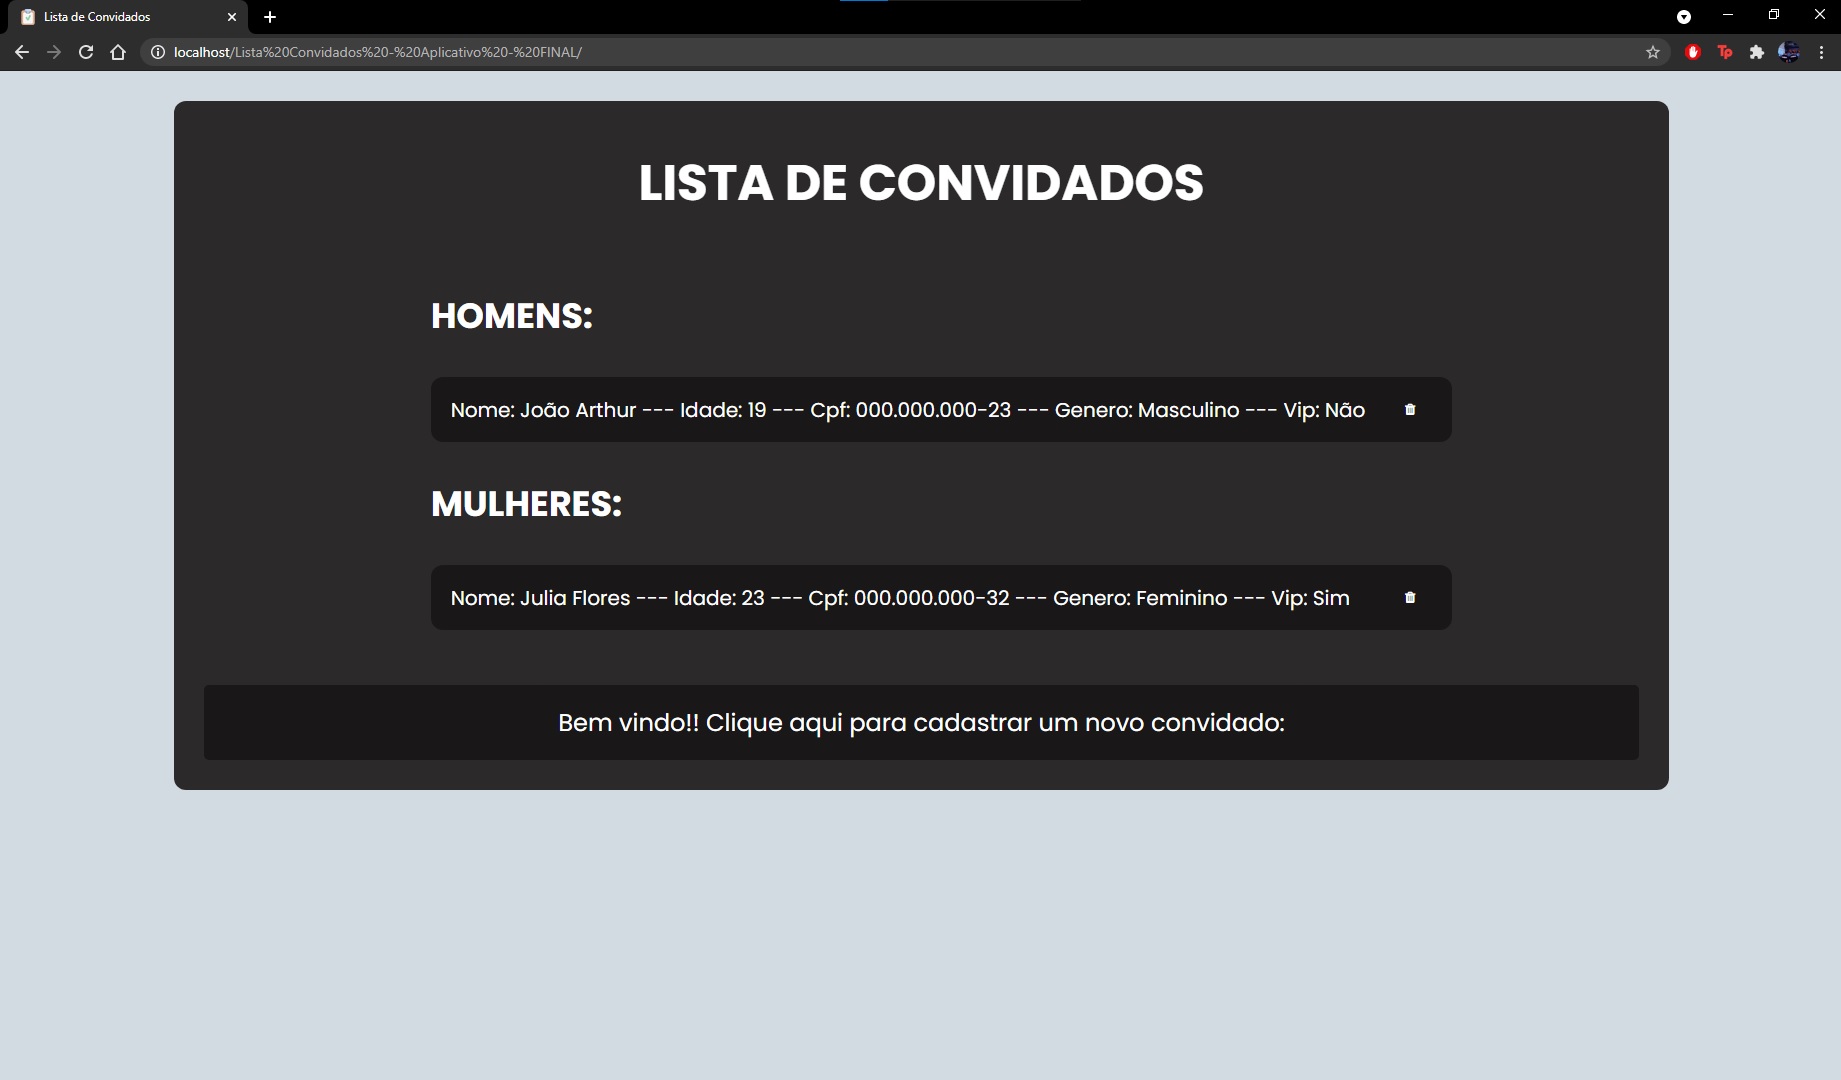 Lista de Convidados
localhost/Lista%20Convidados%20-%20Aplicativo%20-%20FINAL/
Tp
LISTA DE CONVIDADOS
HOMENS:
Nome: João Arthur --- Idade: 19 --- Cpf: 000.000.000-23 --- Genero: Masculino --- Vip: Não
MULHERES:
Nome: Julia Flores --- Idade: 23 --- Cpf: 000.000.000-32 --- Genero: Feminino --- Vip: Sim
Bem vindo!! Clique aqui para cadastrar um novo convidado: